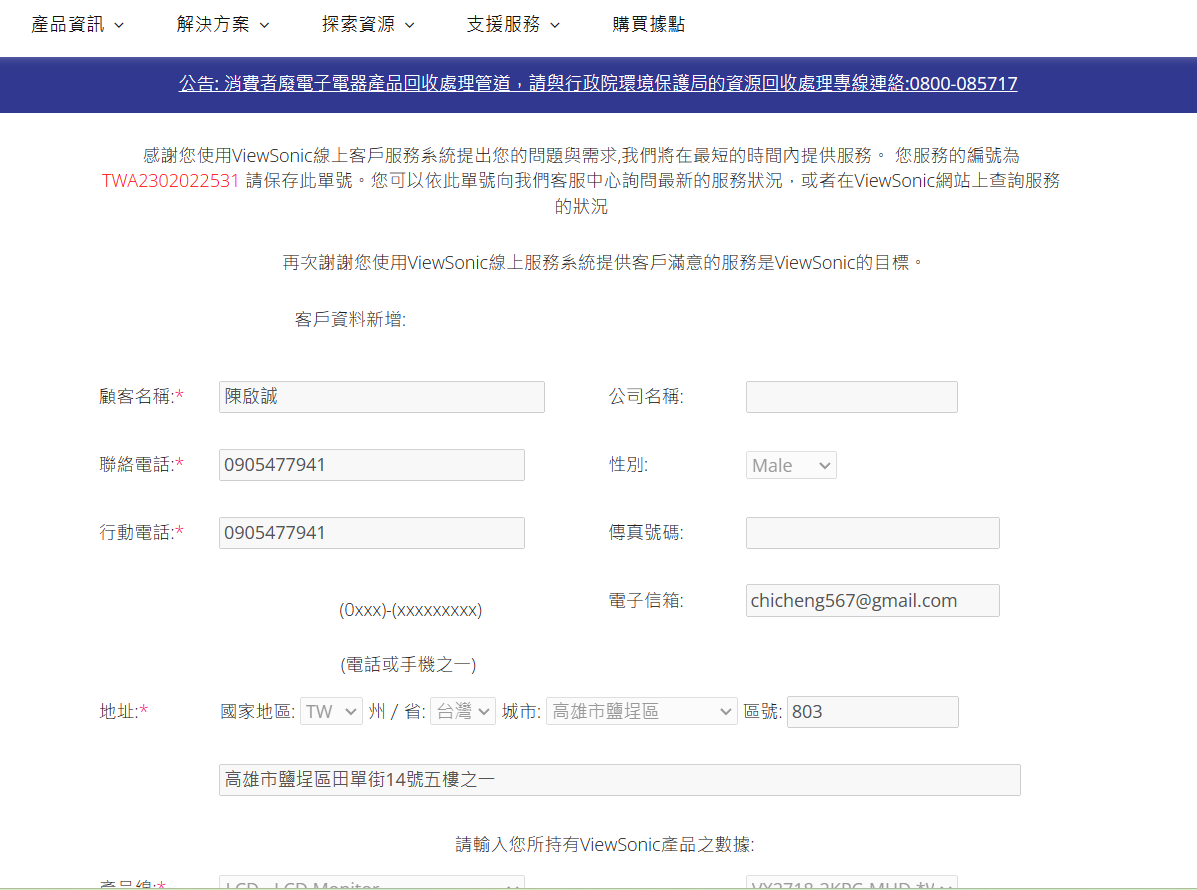 產品資訊 解決方案 探索資源 支援服務 購買據點
公告: 消費者廢電子電器產品回收處理管道，請與行政院環境保護局的資源回收處理專線連絡:0800-085717
感謝您使用ViewSonic線上客戶服務系統提出您的問題與需求,我們將在最短的時間內提供服務。 您服務的編號為
TWA2302022531 請保存此單號。您可以依此單號向我們客服中心詢問最新的服務狀況，或者在ViewSonic網站上查詢服務
的狀況
再次謝謝您使用ViewSonic線上服務系統提供客戶滿意的服務是ViewSonic的目標。
客戶資料新增:
顧客名稱:* 陳啟誠 公司名稱:
聯絡電話:* 0905477941 性別: Male
行動電話:* 0905477941 傳真號碼:
電子信箱: chicheng567@gmail.com
(0xxx)-(xxxxxxxxx)
(電話或手機之一)
地址:* 國家地區: TW 州 / 省: 台灣 城市: 高雄市鹽埕區 區號: 803
高雄市鹽埕區田單街14號五樓之一
請輸入您所持有ViewSonic產品之數據:
產品線:* LCD - LCD Monitor